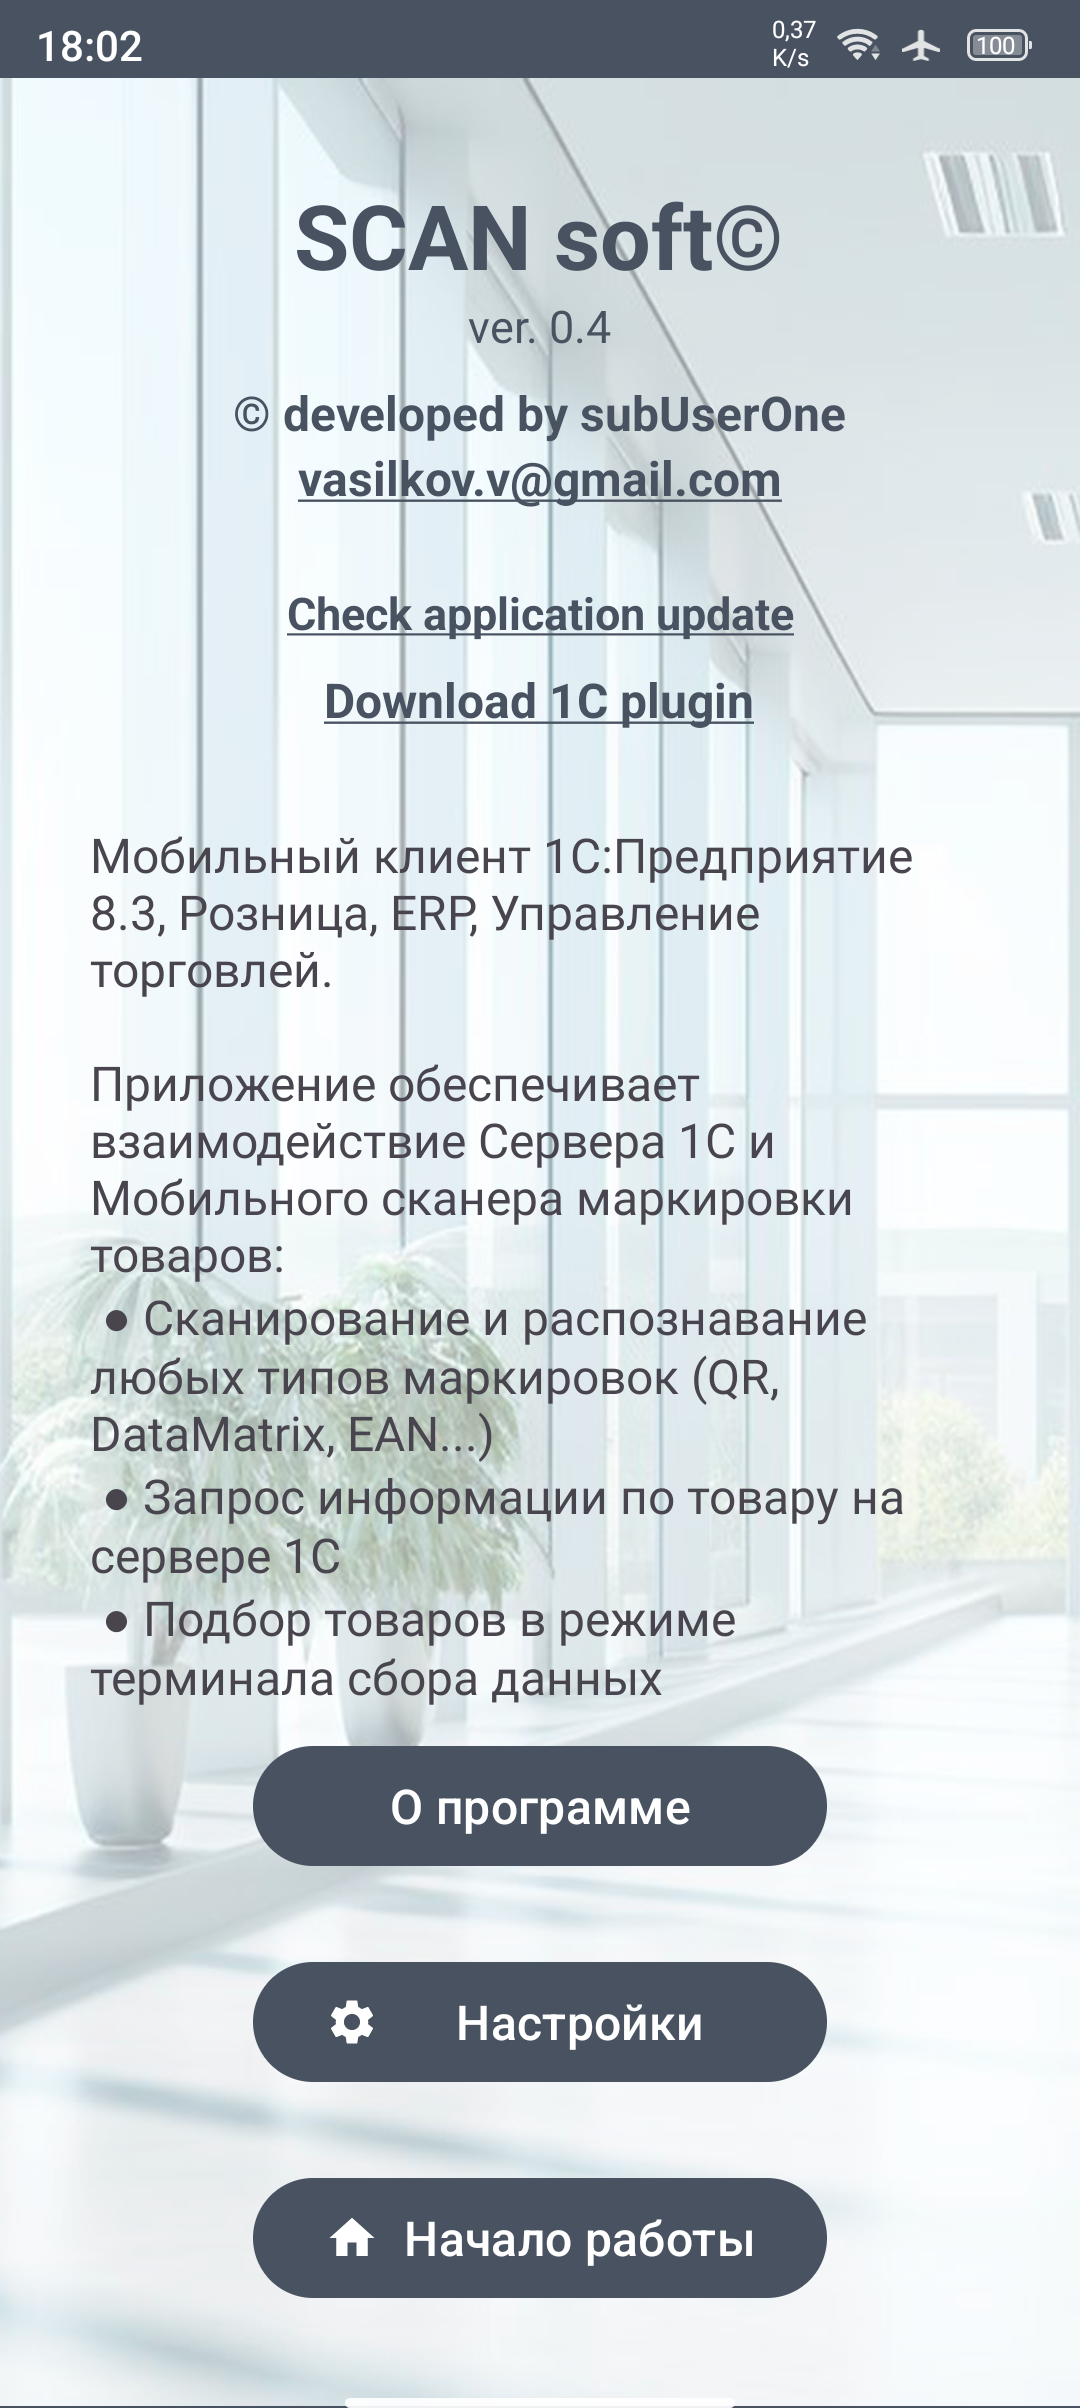 18:02
0,37
K/s
100
SCAN soft©
ver. 0.4
© developed by subUserOne
vasilkov.v@gmail.com
Check application update
Download 1C plugin
Мобильный клиент 1С:Предприятие
8.3, Розница, ERP, Управление
торговлей.
Приложение обеспечивает
взаимодействие Сервера 1С и
Мобильного сканера маркировки
товаров:
● Сканирование и распознавание
любых типов маркировок (QR,
DataMatrix, EAN...)
● Запрос информации по товару на
сервере 1С
● Подбор товаров в режиме
терминала сбора данных
О программе
Настройки
Начало работы